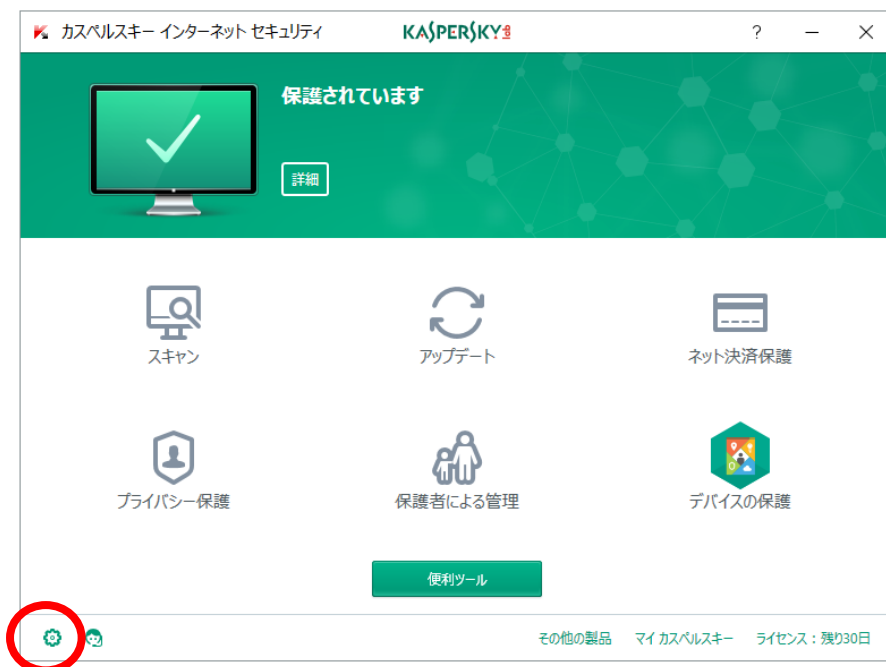 カスペルスキー インターネット セキュリティ KASPERSKY ?
保護されています
詳細
スキャン アップデート ネット決済保護
プライバシー保護 保護者による管理 デバイスの保護
便利ツール
その他の製品 マイ カスペルスキー ライセンス：残り30日